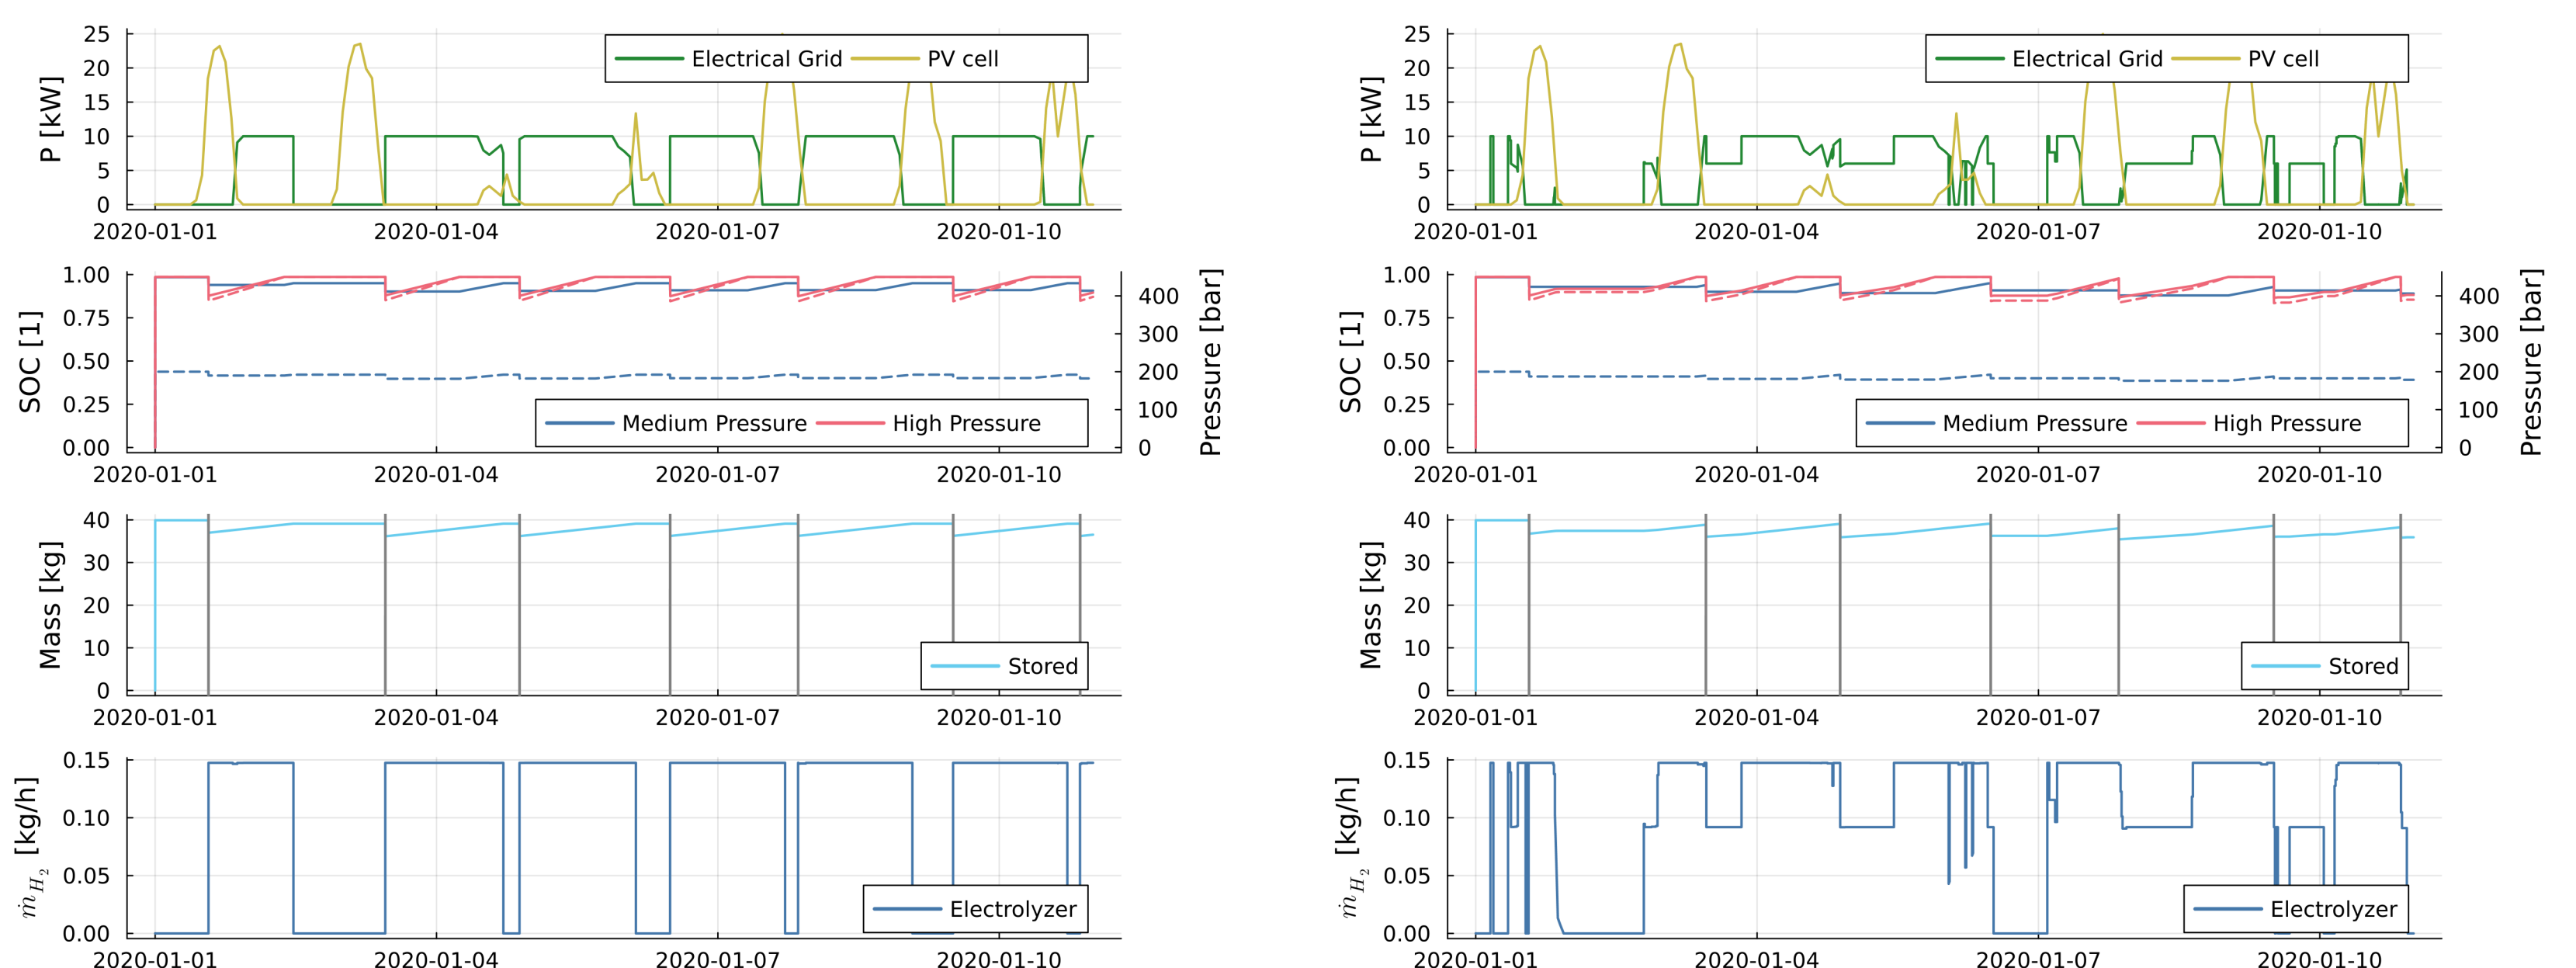 P [kW]
25
20
15
10
5
0
Electrical Grid PV cell
2020-01-01 2020-01-04 2020-01-07 2020-01-10
SOC [1]
1.00
0.75
0.50
0.25
0.00
Medium Pressure High Pressure
400
300
200
100
0
Pressure [bar]
2020-01-01 2020-01-04 2020-01-07 2020-01-10
Mass [kg]
40
30
20
10
0
Stored
2020-01-01 2020-01-04 2020-01-07 2020-01-10
ṁ_{H_2} [kg/h]
0.15
0.10
0.05
0.00
Electrolyzer
2020-01-01 2020-01-04 2020-01-07 2020-01-10
P [kW]
25
20
15
10
5
0
Electrical Grid PV cell
2020-01-01 2020-01-04 2020-01-07 2020-01-10
SOC [1]
1.00
0.75
0.50
0.25
0.00
Medium Pressure High Pressure
400
300
200
100
0
Pressure [bar]
2020-01-01 2020-01-04 2020-01-07 2020-01-10
Mass [kg]
40
30
20
10
0
Stored
2020-01-01 2020-01-04 2020-01-07 2020-01-10
ṁ_{H_2} [kg/h]
0.15
0.10
0.05
0.00
Electrolyzer
2020-01-01 2020-01-04 2020-01-07 2020-01-10